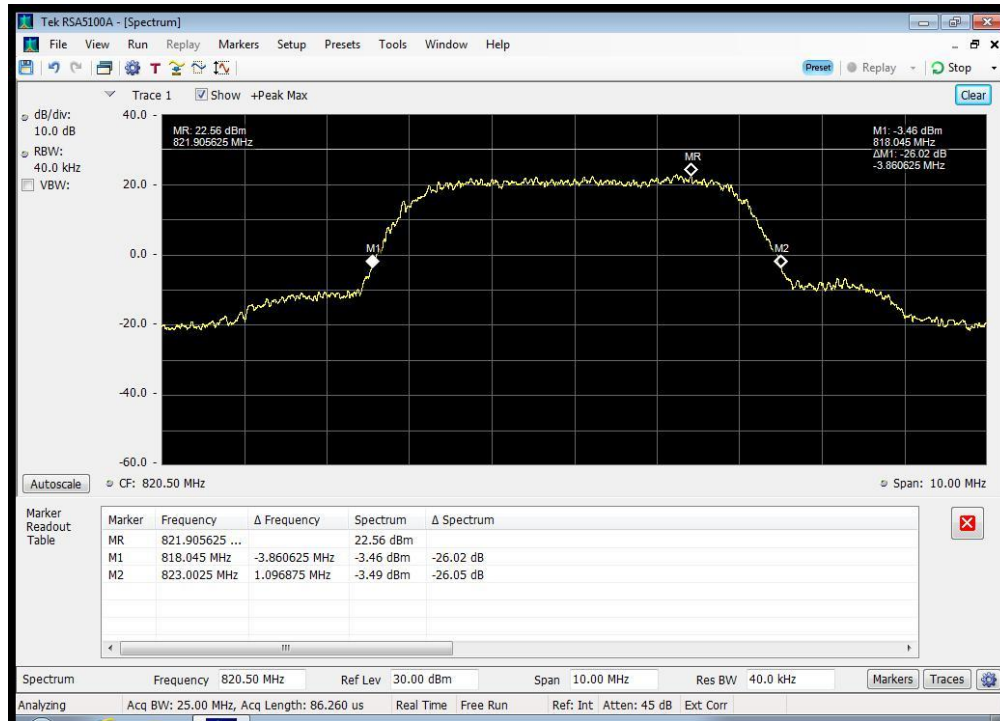 Tek RSA5100A - [Spectrum]
File View Run Replay Markers Setup Presets Tools Window Help
T Preset Replay Stop
Trace 1 Show +Peak Max Clear
dB/div:
10.0 dB
RBW:
40.0 kHz
VBW:
40.0 -
20.0 -
0.0 -
-20.0 -
-40.0 -
-60.0 -
MR: 22.56 dBm
821.905625 MHz
M1: -3.46 dBm
818.045 MHz
ΔM1: -26.02 dB
-3.860625 MHz
MR
M1
M2
Autoscale CF: 820.50 MHz Span: 10.00 MHz
Marker
Readout
Table
Marker Frequency Δ Frequency Spectrum Δ Spectrum
MR 821.905625 ... 22.56 dBm
M1 818.045 MHz -3.860625 MHz -3.46 dBm -26.02 dB
M2 823.0025 MHz 1.096875 MHz -3.49 dBm -26.05 dB
Spectrum Frequency 820.50 MHz Ref Lev 30.00 dBm Span 10.00 MHz Res BW 40.0 kHz Markers Traces
Analyzing Acq BW: 25.00 MHz, Acq Length: 86.260 us Real Time Free Run Ref: Int Atten: 45 dB Ext Corr